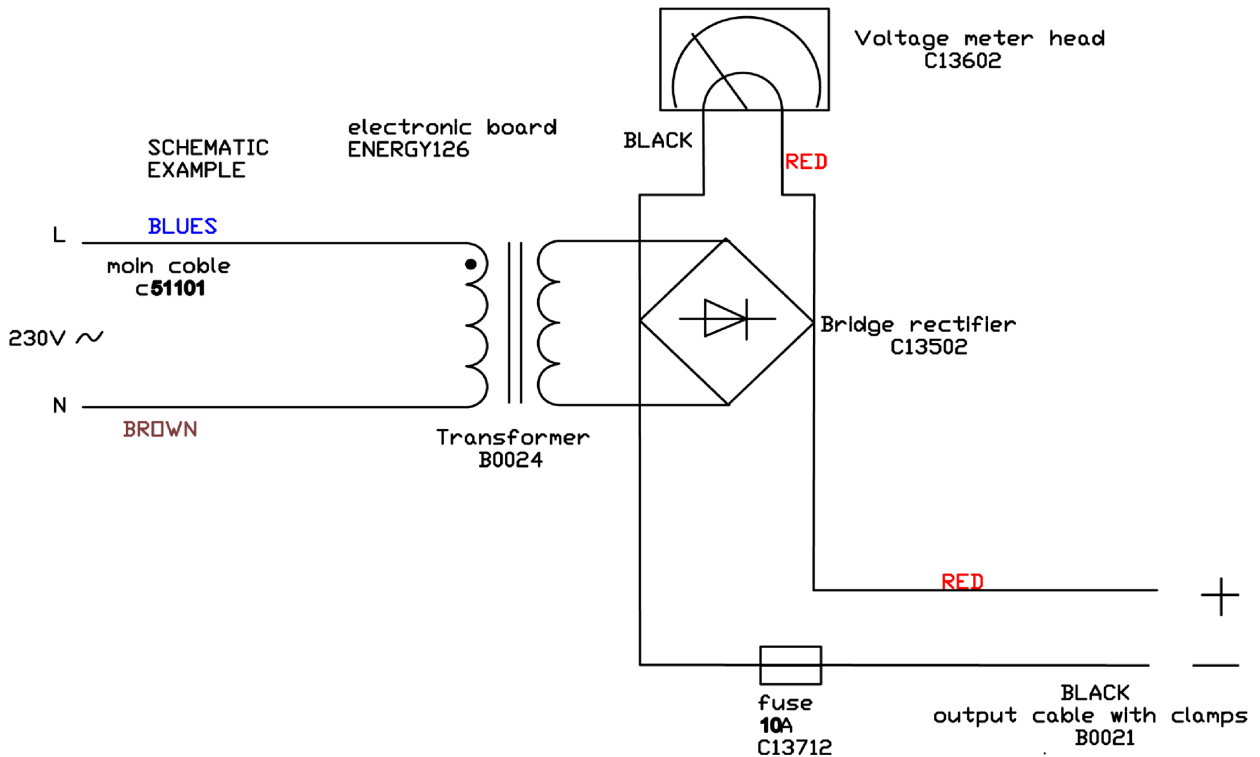 Voltage meter head
C13602
electronic board
ENERGY126
SCHEMATIC
EXAMPLE
BLACK
RED
L
BLUES
moin coble
c51101
230V ~
Bridge rectifier
C13502
N
BROWN
Transformer
B0024
RED
+
−
fuse
10A
C13712
BLACK
output cable with clamps
B0021